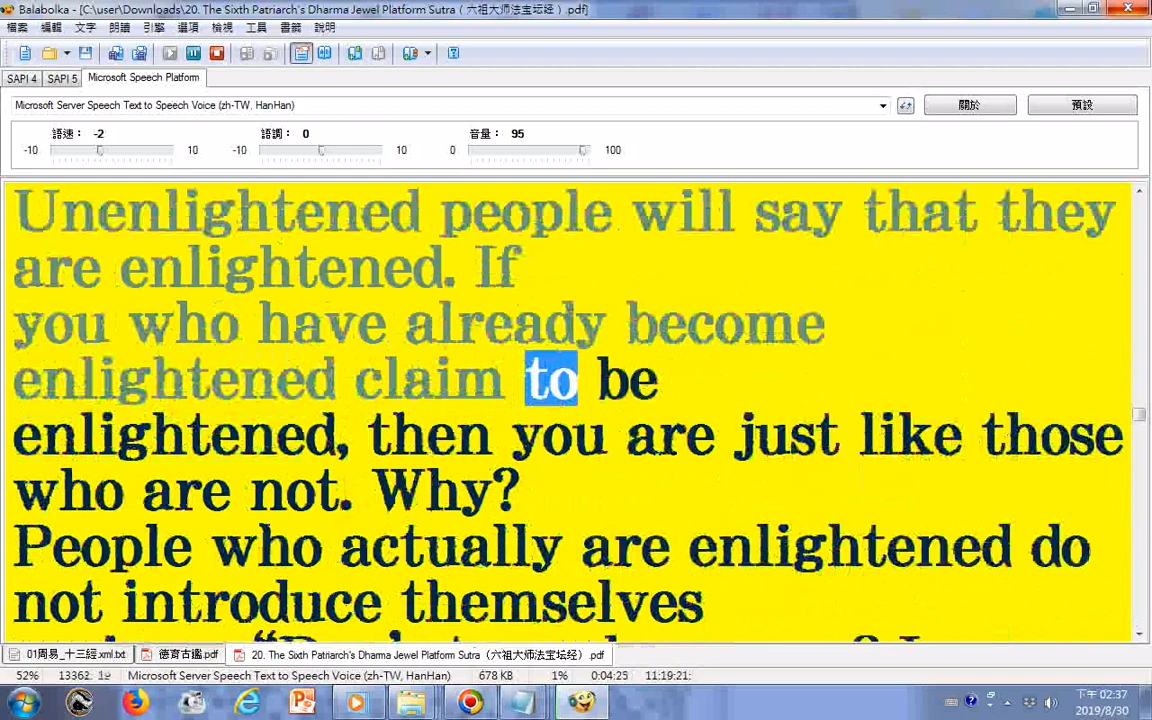 Balabolka - [C:\user\Downloads\20. The Sixth Patriarch's Dharma Jewel Platform Sutra（六祖大师法宝坛经）.pdf]
檔案 編輯 文字 朗讀 引擎 選項 檢視 工具 書籤 說明
SAPI 4 SAPI 5 Microsoft Speech Platform
Microsoft Server Speech Text to Speech Voice (zh-TW, HanHan) 關於 預設
語速： -2 語調： 0 音量： 95
-10 10 -10 10 0 100
Unenlightened people will say that they
are enlightened. If
you who have already become
enlightened claim to be
enlightened, then you are just like those
who are not. Why?
People who actually are enlightened do
not introduce themselves
01周易_十三經.xml.txt 德育古鑑.pdf 20. The Sixth Patriarch's Dharma Jewel Platform Sutra（六祖大师法宝坛经）.pdf
52% Microsoft Server Speech Text to Speech Voice (zh-TW, HanHan) 678 KB 1% 0:04:25 11:19:21
下午 02:37
2019/8/30